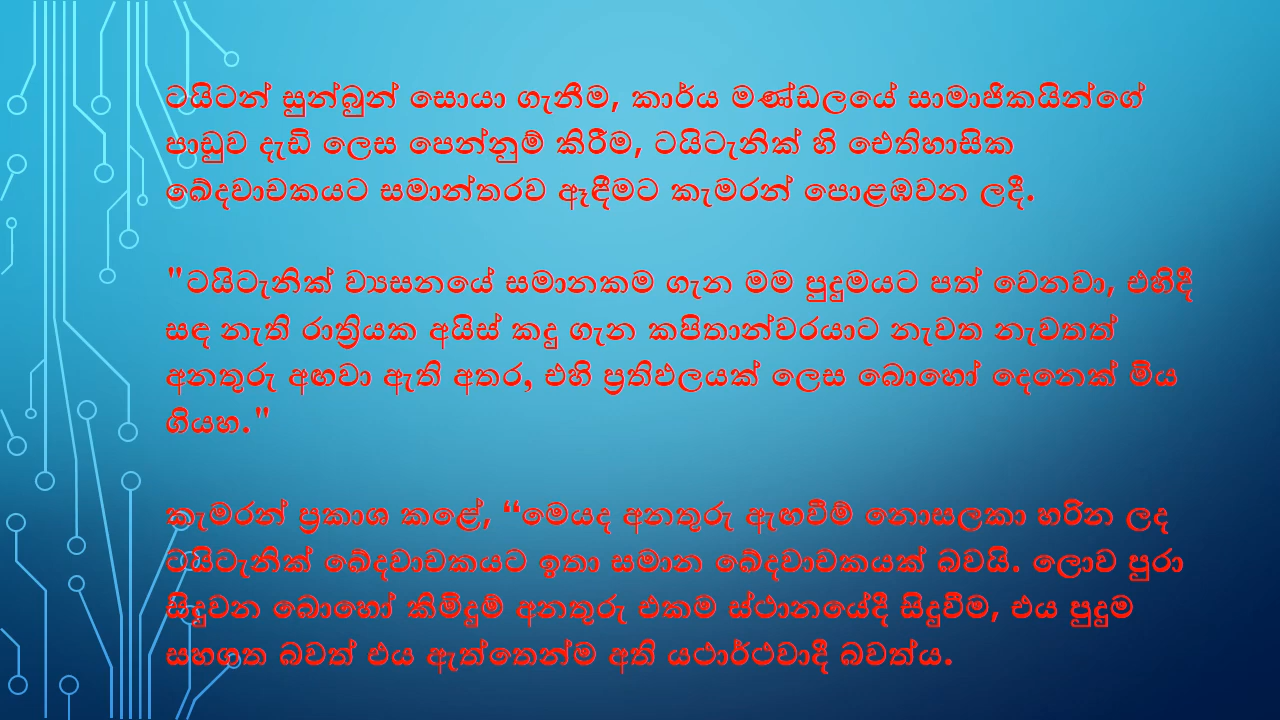 ටයිටන් සුන්බුන් සොයා ගැනීම, කාර්ය මණ්ඩලයේ සාමාජිකයින්ගේ
පාඩුව දැඩි ලෙස පෙන්නුම් කිරීම, ටයිටැනික් හි ඓතිහාසික
ඛේදවාචකයට සමාන්තරව ඇඳීමට කැමරන් පොළඹවන ලදී.
"ටයිටැනික් ව්‍යසනයේ සමානකම ගැන මම පුදුමයට පත් වෙනවා, එහිදී
සඳ නැති රාත්‍රියක අයිස් කඳු ගැන කපිතාන්වරයාට නැවත නැවතත්
අනතුරු අඟවා ඇති අතර, එහි ප්‍රතිඵලයක් ලෙස බොහෝ දෙනෙක් මිය
ගියහ."
කැමරන් ප්‍රකාශ කළේ, “මෙයද අනතුරු ඇඟවීම් නොසලකා හරින ලද
ටයිටැනික් ඛේදවාචකයට ඉතා සමාන ඛේදවාචකයක් බවයි. ලොව පුරා
සිදුවන බොහෝ කිමිදුම් අනතුරු එකම ස්ථානයේදී සිදුවීම, එය පුදුම
සහගත බවත් එය ඇත්තෙන්ම අති යථාර්ථවාදී බවත්ය.